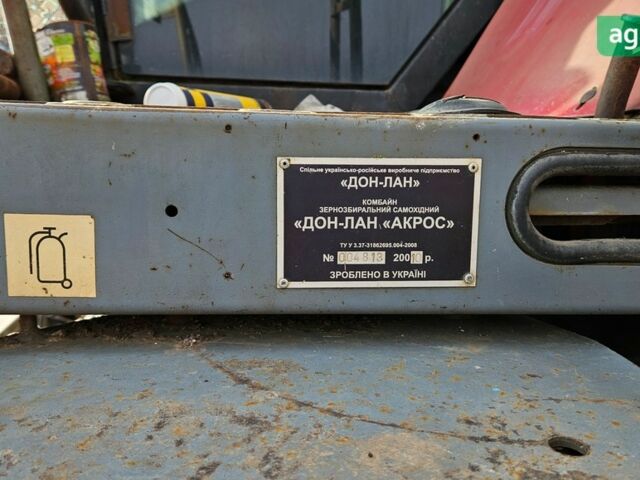 ag
Спільне українсько-російське виробниче підприємство
«ДОН-ЛАН»
КОМБАЙН
ЗЕРНОЗБИРАЛЬНИЙ САМОХІДНИЙ
«ДОН-ЛАН «АКРОС»
ТУ У 3.37-31862695.004-2008
№ 004813 20010 р.
ЗРОБЛЕНО В УКРАЇНІ